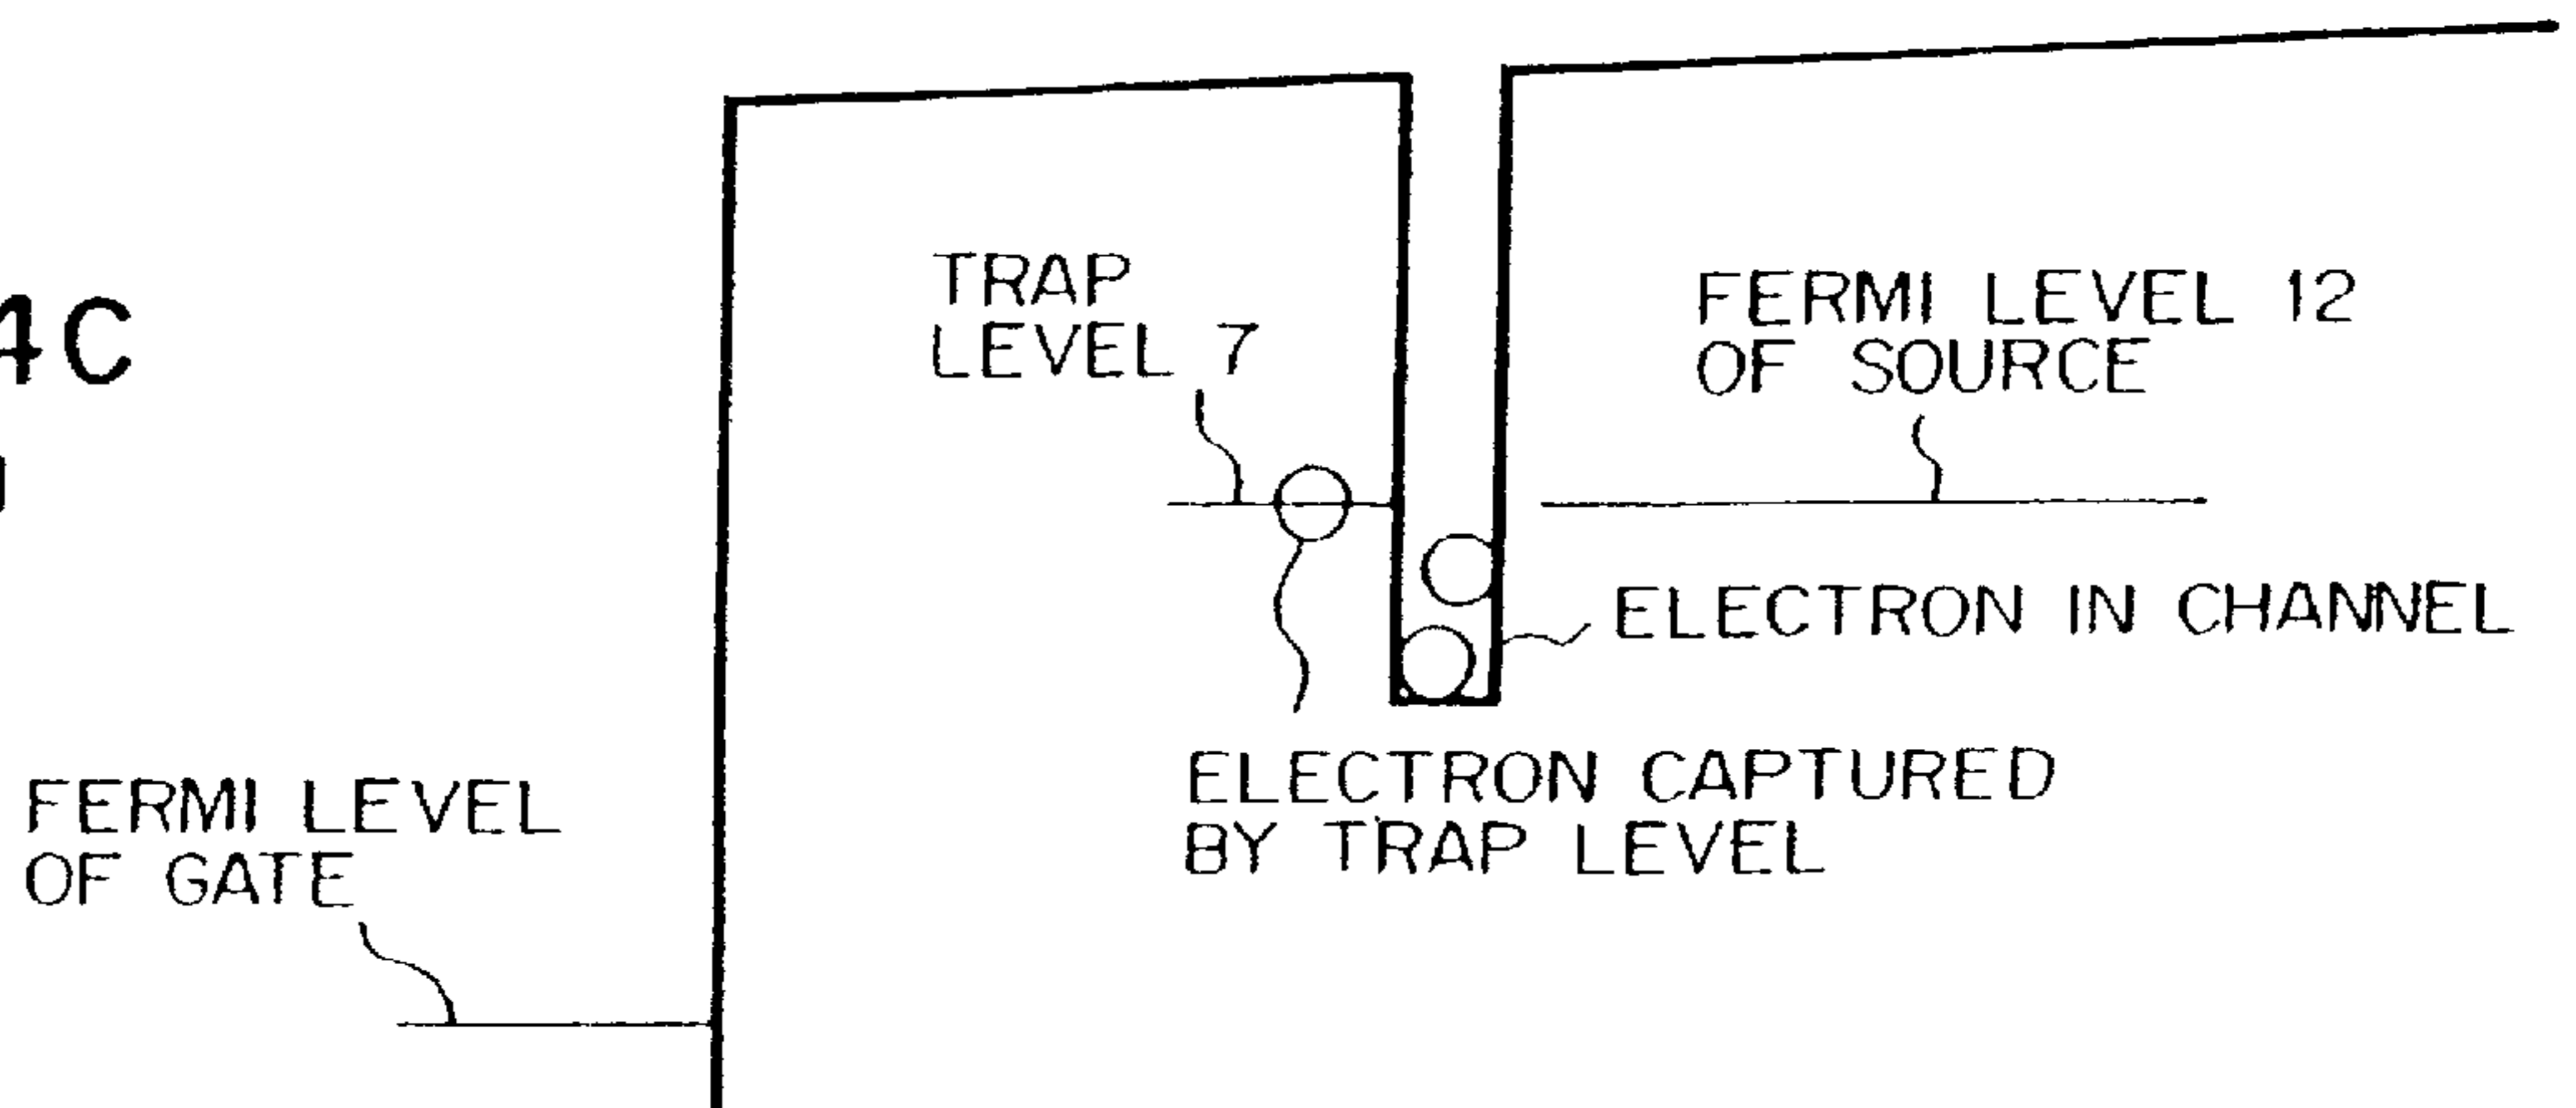 4C
TRAP
LEVEL 7
FERMI LEVEL 12
OF SOURCE
ELECTRON IN CHANNEL
ELECTRON CAPTURED
BY TRAP LEVEL
FERMI LEVEL
OF GATE